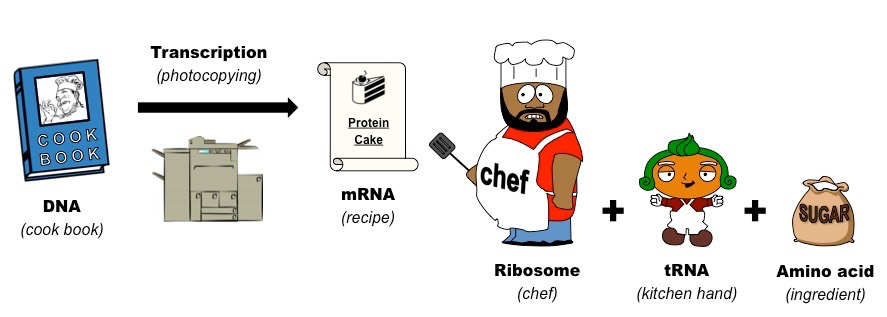 Transcription
(photocopying)
COOK
BOOK
DNA
(cook book)
Protein
Cake
mRNA
(recipe)
chef
Ribosome
(chef)
+
tRNA
(kitchen hand)
+
SUGAR
Amino acid
(ingredient)